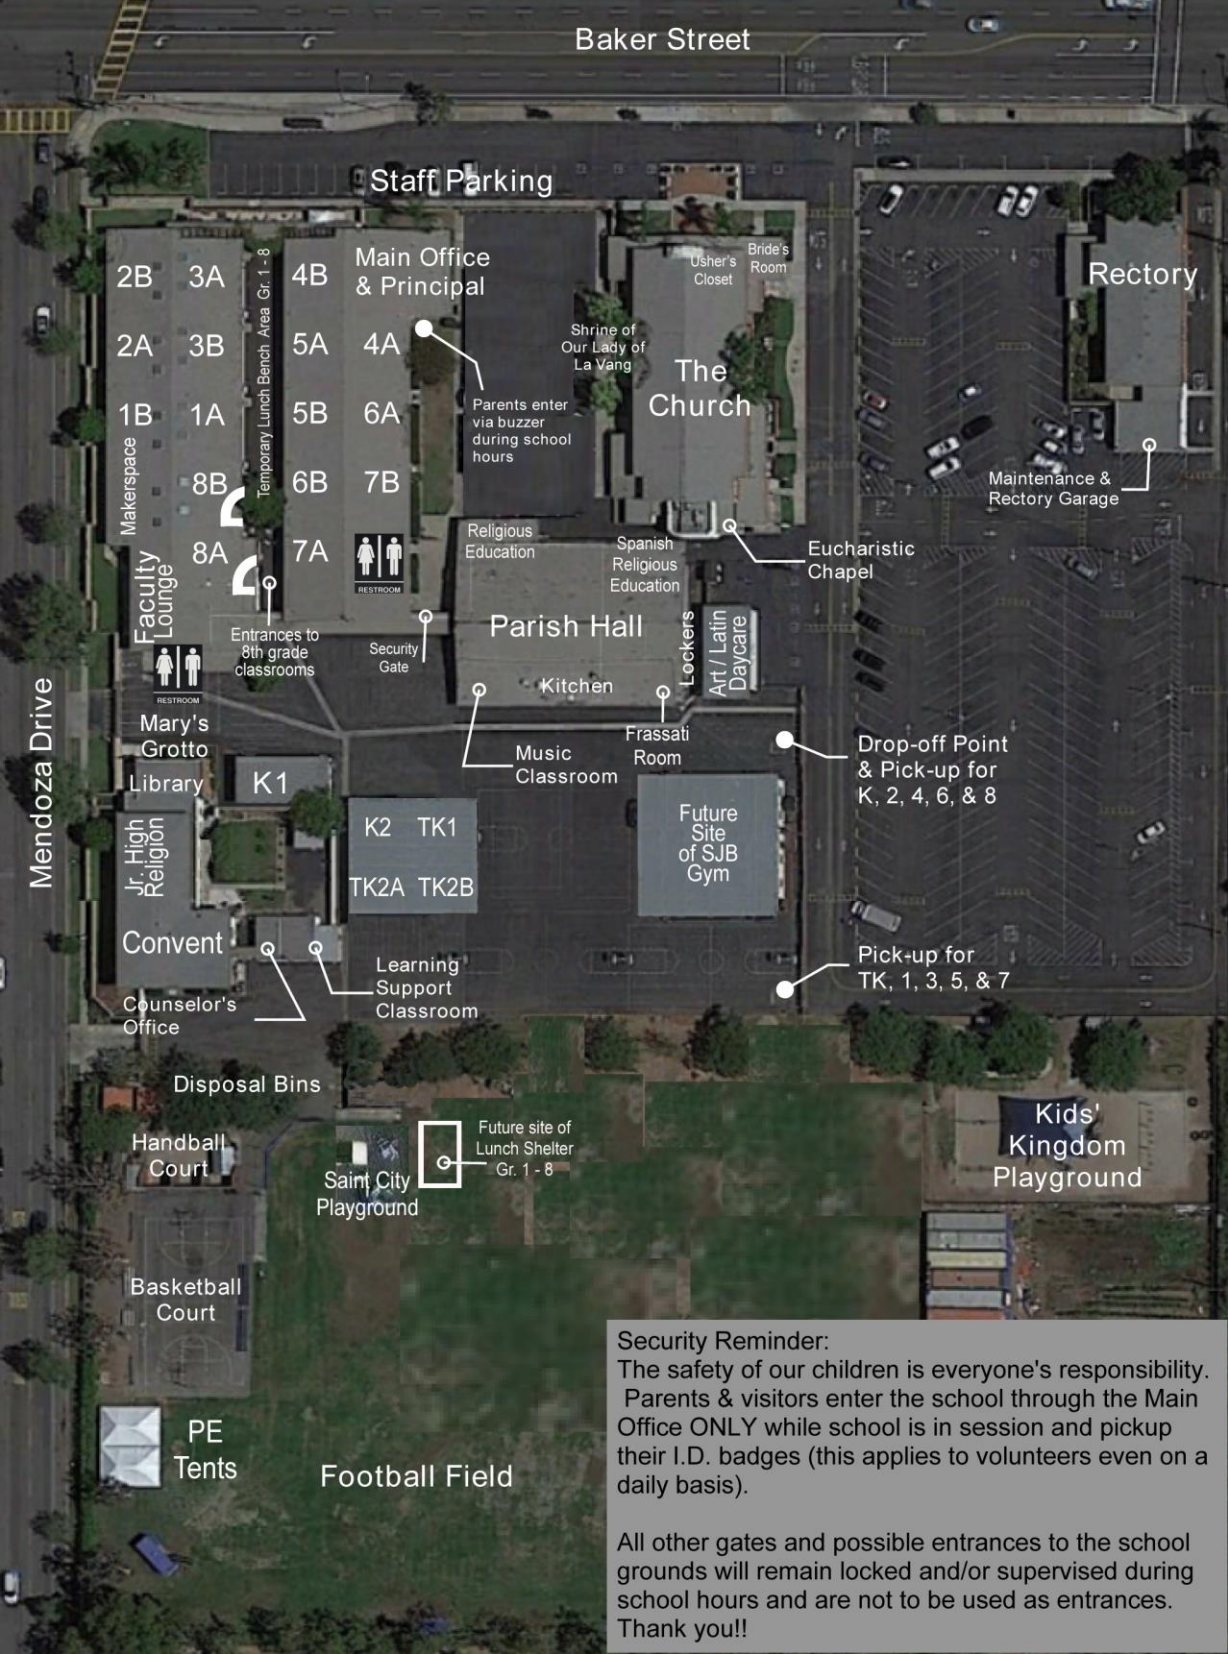 Baker Street
Staff Parking
2B
3A
Temporary Lunch Bench Area Gr. 1 - 8
4B
Main Office
& Principal
Usher's
Closet
Bride's
Room
Rectory
2A
3B
5A
4A
Shrine of
Our Lady of
La Vang
The
Church
Parents enter
via buzzer
during school
hours
1B
1A
5B
6A
Makerspace
8B
6B
7B
Maintenance &
Rectory Garage
Religious
Education
Spanish
Religious
Education
Eucharistic
Chapel
Faculty
Lounge
8A
7A
RESTROOM
Parish Hall
Lockers
Art / Latin
Daycare
Entrances to
8th grade
classrooms
Security
Gate
Kitchen
RESTROOM
Mary's
Grotto
Music
Classroom
Frassati
Room
Drop-off Point
& Pick-up for
K, 2, 4, 6, & 8
Mendoza Drive
Library
K1
Jr. High
Religion
K2 TK1
TK2A TK2B
Future
Site
of SJB
Gym
Convent
Learning
Support
Classroom
Pick-up for
TK, 1, 3, 5, & 7
Counselor's
Office
Disposal Bins
Handball
Court
Future site of
Lunch Shelter
Gr. 1 - 8
Saint City
Playground
Kids'
Kingdom
Playground
Basketball
Court
PE
Tents
Football Field
Security Reminder:
The safety of our children is everyone's responsibility.
Parents & visitors enter the school through the Main
Office ONLY while school is in session and pickup
their I.D. badges (this applies to volunteers even on a
daily basis).
All other gates and possible entrances to the school
grounds will remain locked and/or supervised during
school hours and are not to be used as entrances.
Thank you!!